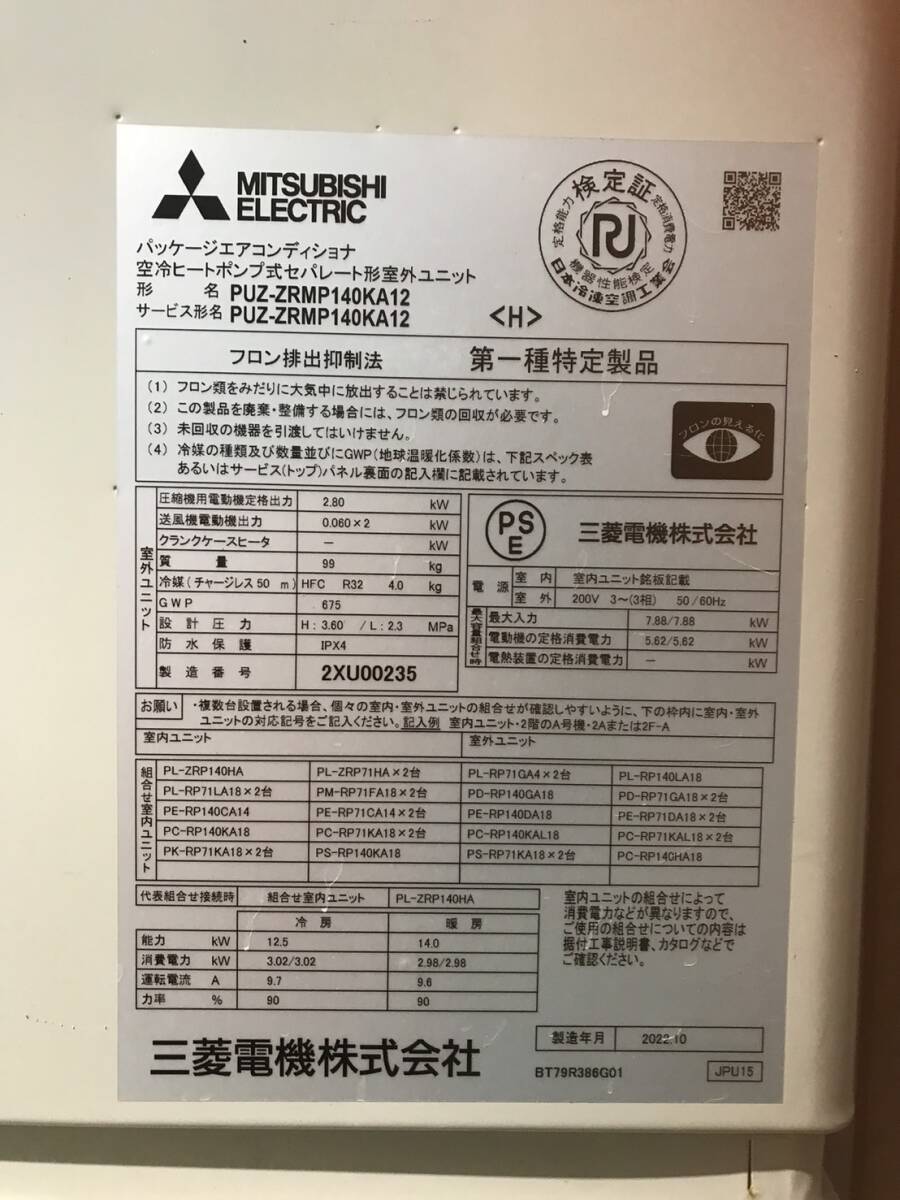 MITSUBISHI
ELECTRIC
検定証
定格能力
定格消費電力
機器性能検定
日本冷凍空調工業会
パッケージエアコンディショナ
空冷ヒートポンプ式セパレート形室外ユニット
形 名 PUZ-ZRMP140KA12
サービス形名 PUZ-ZRMP140KA12 <H>
フロン排出抑制法 第一種特定製品
(1) フロン類をみだりに大気中に放出することは禁じられています。
(2) この製品を廃棄・整備する場合には、フロン類の回収が必要です。
(3) 未回収の機器を引渡してはいけません。
(4) 冷媒の種類及び数量並びにGWP(地球温暖化係数)は、下記スペック表
あるいはサービス(トップ)パネル裏面の記入欄に記載されています。
フロンの見える化
室外ユニット
圧縮機用電動機定格出力 2.80 kW
送風機電動機出力 0.060×2 kW
クランクケースヒータ － kW
質 量 99 kg
冷媒(チャージレス50 m) HFC R32 4.0 kg
GWP 675
設計圧力 H:3.60 / L:2.3 MPa
防水保護 IPX4
製造番号 2XU00235
PS
E
三菱電機株式会社
電源 室内 室内ユニット銘板記載
室外 200V 3～(3相) 50/60Hz
最大容量組合せ時
最大入力 7.88/7.88 kW
電動機の定格消費電力 5.62/5.62 kW
電熱装置の定格消費電力 － kW
お願い ・複数台設置される場合、個々の室内・室外ユニットの組合せが確認しやすいように、下の枠内に室内・室外
ユニットの対応記号をご記入ください。記入例 室内ユニット・2階のA号機・2Aまたは2F-A
室内ユニット 室外ユニット
組合せ室内ユニット
PL-ZRP140HA PL-ZRP71HA×2台 PL-RP71GA4×2台 PL-RP140LA18
PL-RP71LA18×2台 PM-RP71FA18×2台 PD-RP140GA18 PD-RP71GA18×2台
PE-RP140CA14 PE-RP71CA14×2台 PE-RP140DA18 PE-RP71DA18×2台
PC-RP140KA18 PC-RP71KA18×2台 PC-RP140KAL18 PC-RP71KAL18×2台
PK-RP71KA18×2台 PS-RP140KA18 PS-RP71KA18×2台 PC-RP140HA18
代表組合せ接続時 組合せ室内ユニット PL-ZRP140HA
冷房 暖房
能力 kW 12.5 14.0
消費電力 kW 3.02/3.02 2.98/2.98
運転電流 A 9.7 9.6
力率 % 90 90
室内ユニットの組合せによって
消費電力などが異なりますので、
ご使用の組合せについての内容は
据付工事説明書、カタログなどで
ご確認ください。
三菱電機株式会社
製造年月 2022.10
BT79R386G01 JPU15